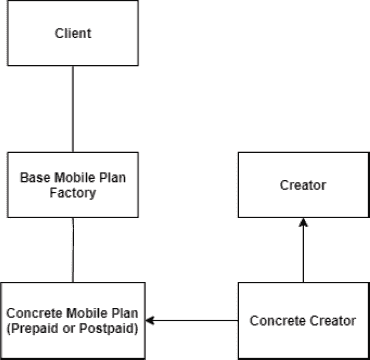 Client
Base Mobile Plan
Factory
Creator
Concrete Mobile Plan
(Prepaid or Postpaid)
Concrete Creator